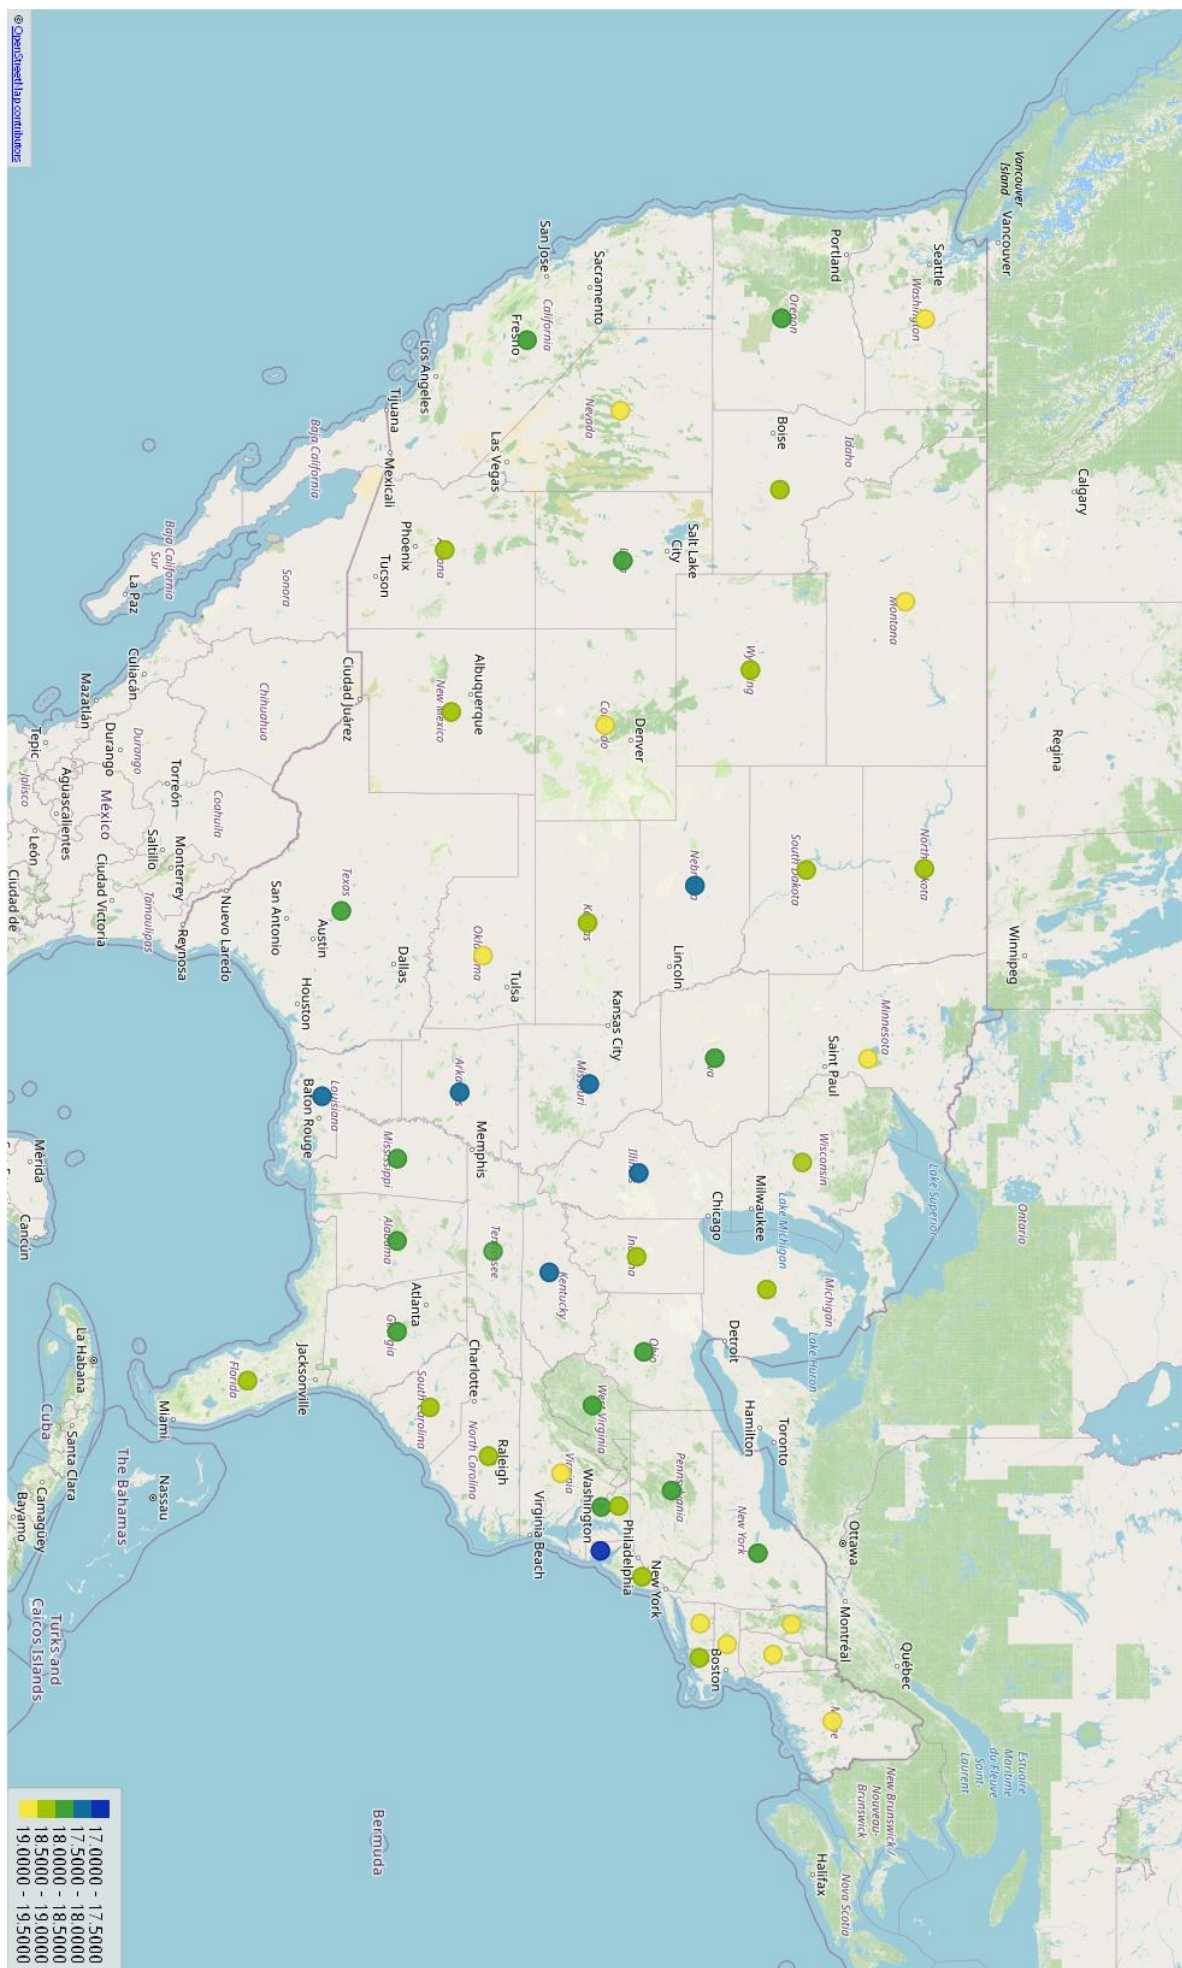 Vancouver
Island
Vancouver
Calgary
Regina
Winnipeg
Ontario
Québec
Montréal
Ottawa
Estuaire
Maritime
du Fleuve
Saint-
Laurent
New Brunswick /
Nouveau-
Brunswick
Nova Scotia
Halifax
Seattle
Washington
Portland
Oregon
Boise
Idaho
Montana
Minnesota
Saint Paul
Wisconsin
Milwaukee
Lake Superior
Lake Michigan
Michigan
Lake Huron
Toronto
Hamilton
Detroit
Chicago
New York
Boston
New York
Pennsylvania
Philadelphia
Washington
Virginia
West Virginia
Virginia Beach
Kentucky
Lincoln
Kansas City
Denver
Salt Lake
City
Nevada
Sacramento
San Jose
California
Fresno
Los Angeles
Las Vegas
Tijuana
Mexicali
Baja California
Baja California
Sur
La Paz
Phoenix
Tucson
Sonora
Albuquerque
New Mexico
Ciudad Juárez
Chihuahua
Culiacán
Mazatlán
Durango
Durango
Torreón
Coahuila
Tepic
Jalisco
Aguascalientes
León
México
Saltillo
Monterrey
Ciudad Victoria
Tamaulipas
Reynosa
Nuevo Laredo
Ciudad de
South Dakota
Tulsa
Dallas
Texas
Austin
San Antonio
Houston
Memphis
Louisiana
Baton Rouge
Mississippi
Alabama
Atlanta
Charlotte
Raleigh
North Carolina
South Carolina
Jacksonville
Florida
Miami
Mérida
Cancún
La Habana
Cuba
Santa Clara
Camagüey
Bayamo
Nassau
The Bahamas
Turks and
Caicos Islands
Bermuda
17.0000 - 17.5000
17.5000 - 18.0000
18.0000 - 18.5000
18.5000 - 19.0000
19.0000 - 19.5000
© OpenStreetMap contributors